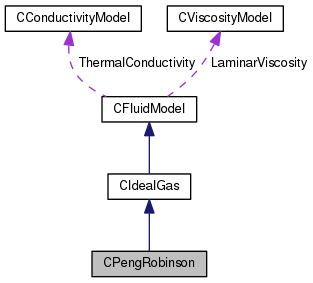 CConductivityModel
CViscosityModel
ThermalConductivity
LaminarViscosity
CFluidModel
CIdealGas
CPengRobinson